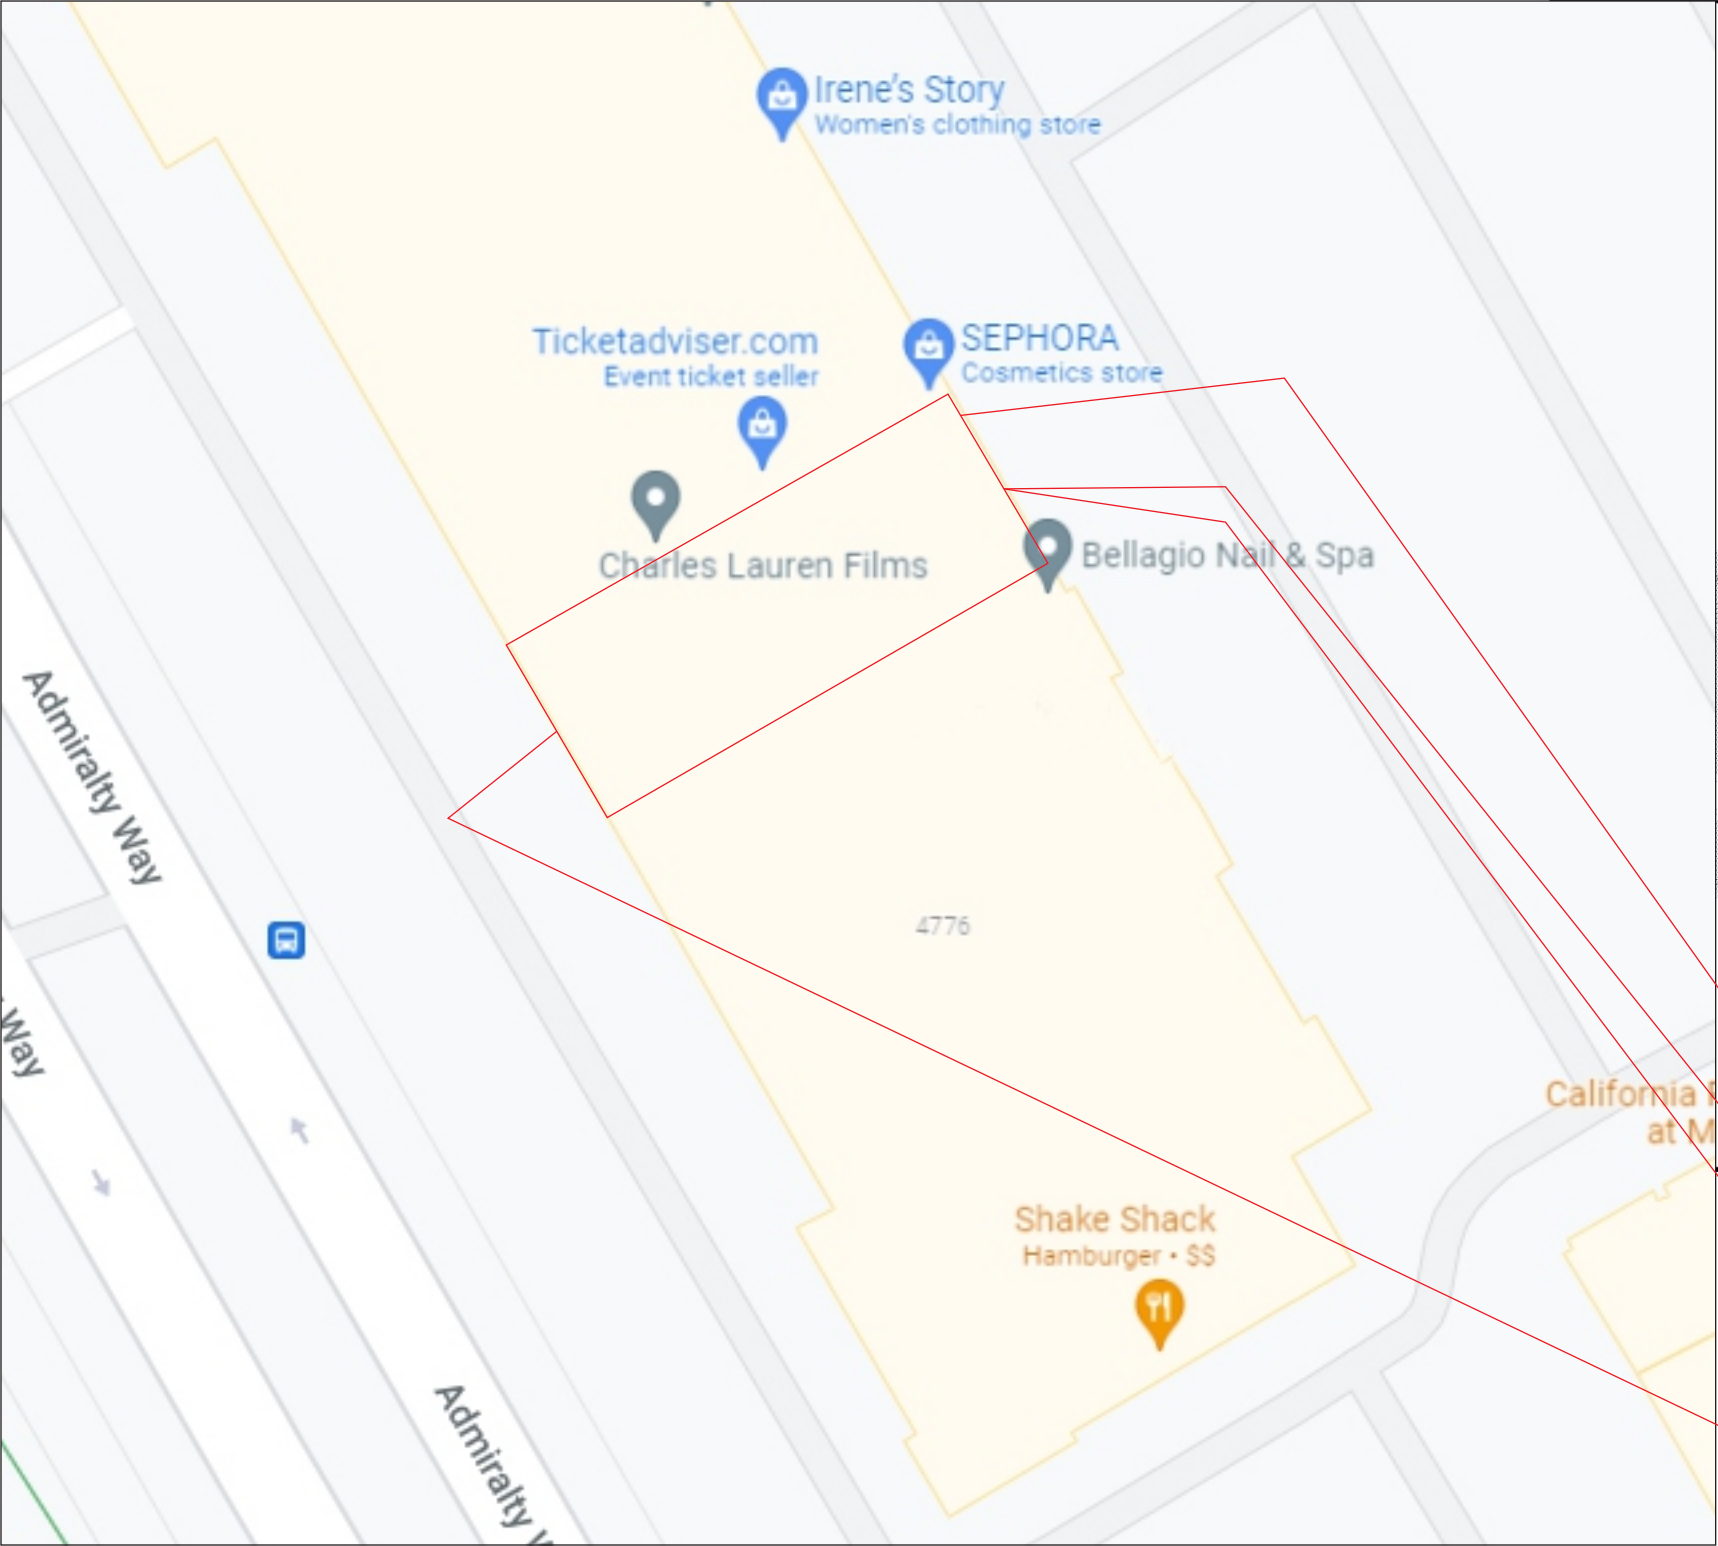 Irene’s Story
Women's clothing store
Ticketadviser.com
Event ticket seller
SEPHORA
Cosmetics store
Charles Lauren Films
Bellagio Nail & Spa
Admiralty Way
4776
Way
California
at M
Shake Shack
Hamburger • $$
Admiralty